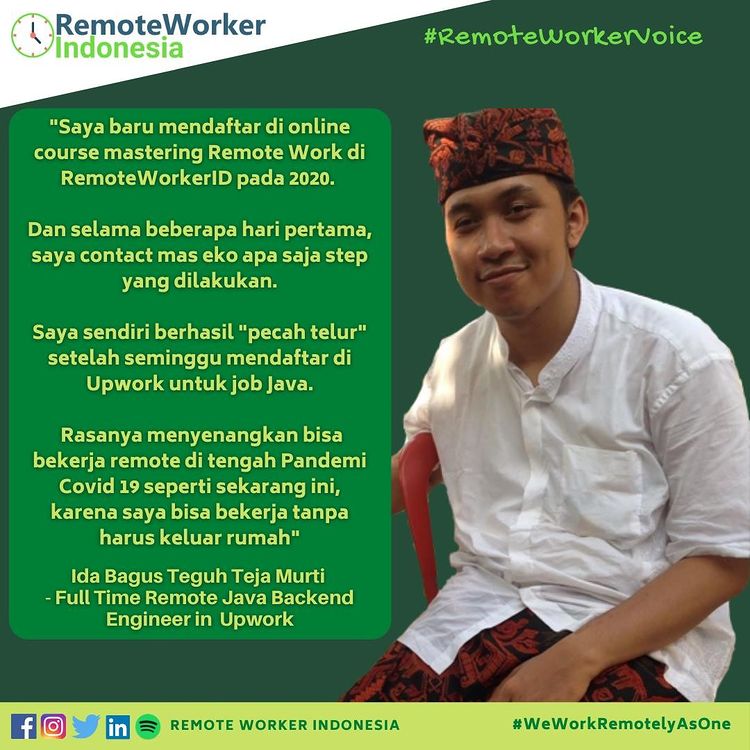 RemoteWorker
Indonesia
#RemoteWorkerVoice
"Saya baru mendaftar di online
course mastering Remote Work di
RemoteWorkerID pada 2020.
Dan selama beberapa hari pertama,
saya contact mas eko apa saja step
yang dilakukan.
Saya sendiri berhasil "pecah telur"
setelah seminggu mendaftar di
Upwork untuk job Java.
Rasanya menyenangkan bisa
bekerja remote di tengah Pandemi
Covid 19 seperti sekarang ini,
karena saya bisa bekerja tanpa
harus keluar rumah"
Ida Bagus Teguh Teja Murti
- Full Time Remote Java Backend
Engineer in Upwork
REMOTE WORKER INDONESIA
#WeWorkRemotelyAsOne